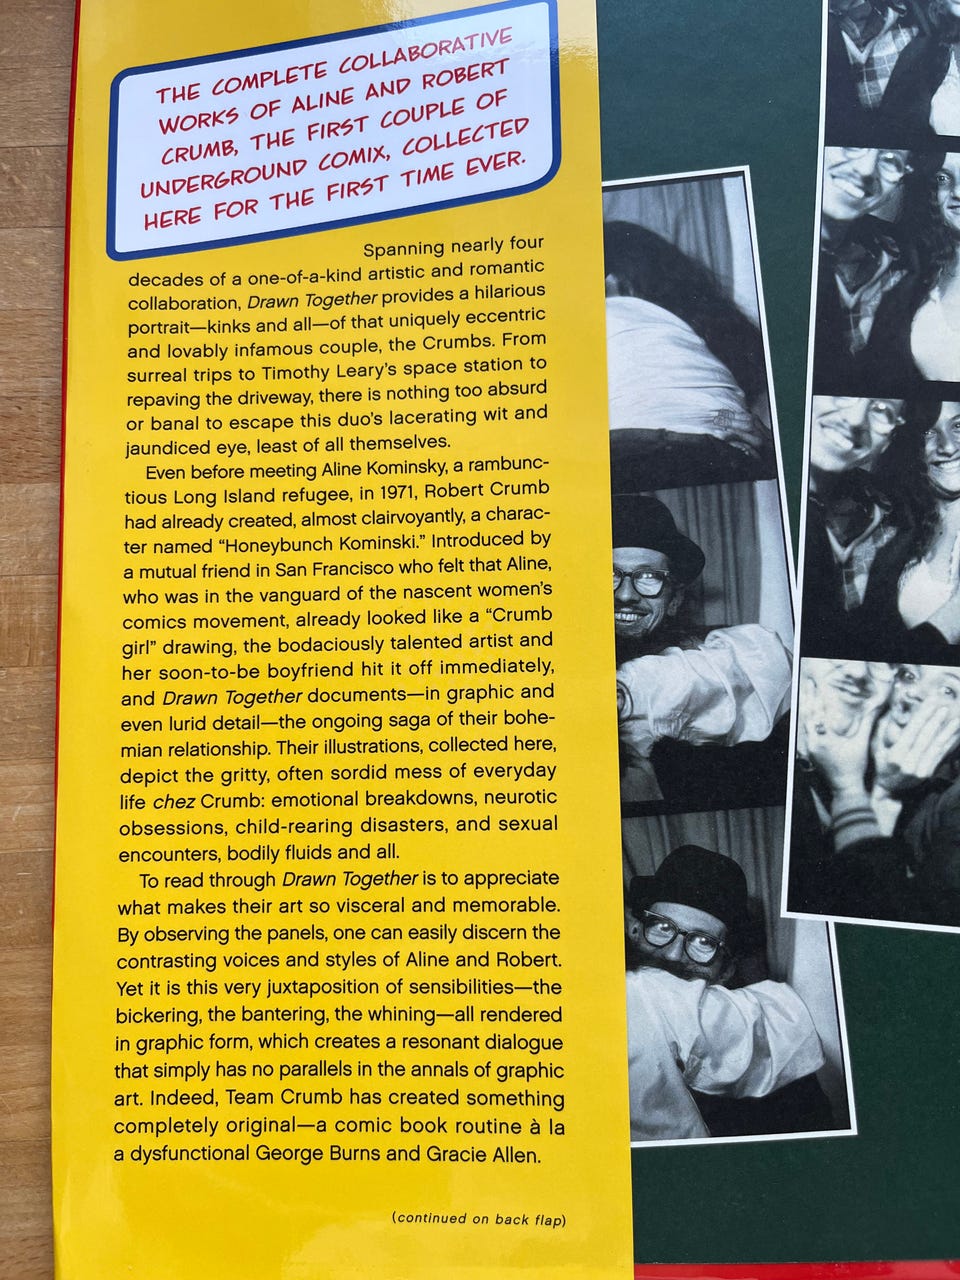 THE COMPLETE COLLABORATIVE
WORKS OF ALINE AND ROBERT
CRUMB, THE FIRST COUPLE OF
UNDERGROUND COMIX, COLLECTED
HERE FOR THE FIRST TIME EVER.
Spanning nearly four
decades of a one-of-a-kind artistic and romantic
collaboration, Drawn Together provides a hilarious
portrait—kinks and all—of that uniquely eccentric
and lovably infamous couple, the Crumbs. From
surreal trips to Timothy Leary's space station to
repaving the driveway, there is nothing too absurd
or banal to escape this duo's lacerating wit and
jaundiced eye, least of all themselves.
Even before meeting Aline Kominsky, a rambunc-
tious Long Island refugee, in 1971, Robert Crumb
had already created, almost clairvoyantly, a charac-
ter named “Honeybunch Kominski.” Introduced by
a mutual friend in San Francisco who felt that Aline,
who was in the vanguard of the nascent women's
comics movement, already looked like a “Crumb
girl” drawing, the bodaciously talented artist and
her soon-to-be boyfriend hit it off immediately,
and Drawn Together documents—in graphic and
even lurid detail—the ongoing saga of their bohe-
mian relationship. Their illustrations, collected here,
depict the gritty, often sordid mess of everyday
life chez Crumb: emotional breakdowns, neurotic
obsessions, child-rearing disasters, and sexual
encounters, bodily fluids and all.
To read through Drawn Together is to appreciate
what makes their art so visceral and memorable.
By observing the panels, one can easily discern the
contrasting voices and styles of Aline and Robert.
Yet it is this very juxtaposition of sensibilities—the
bickering, the bantering, the whining—all rendered
in graphic form, which creates a resonant dialogue
that simply has no parallels in the annals of graphic
art. Indeed, Team Crumb has created something
completely original—a comic book routine à la
a dysfunctional George Burns and Gracie Allen.
(continued on back flap)